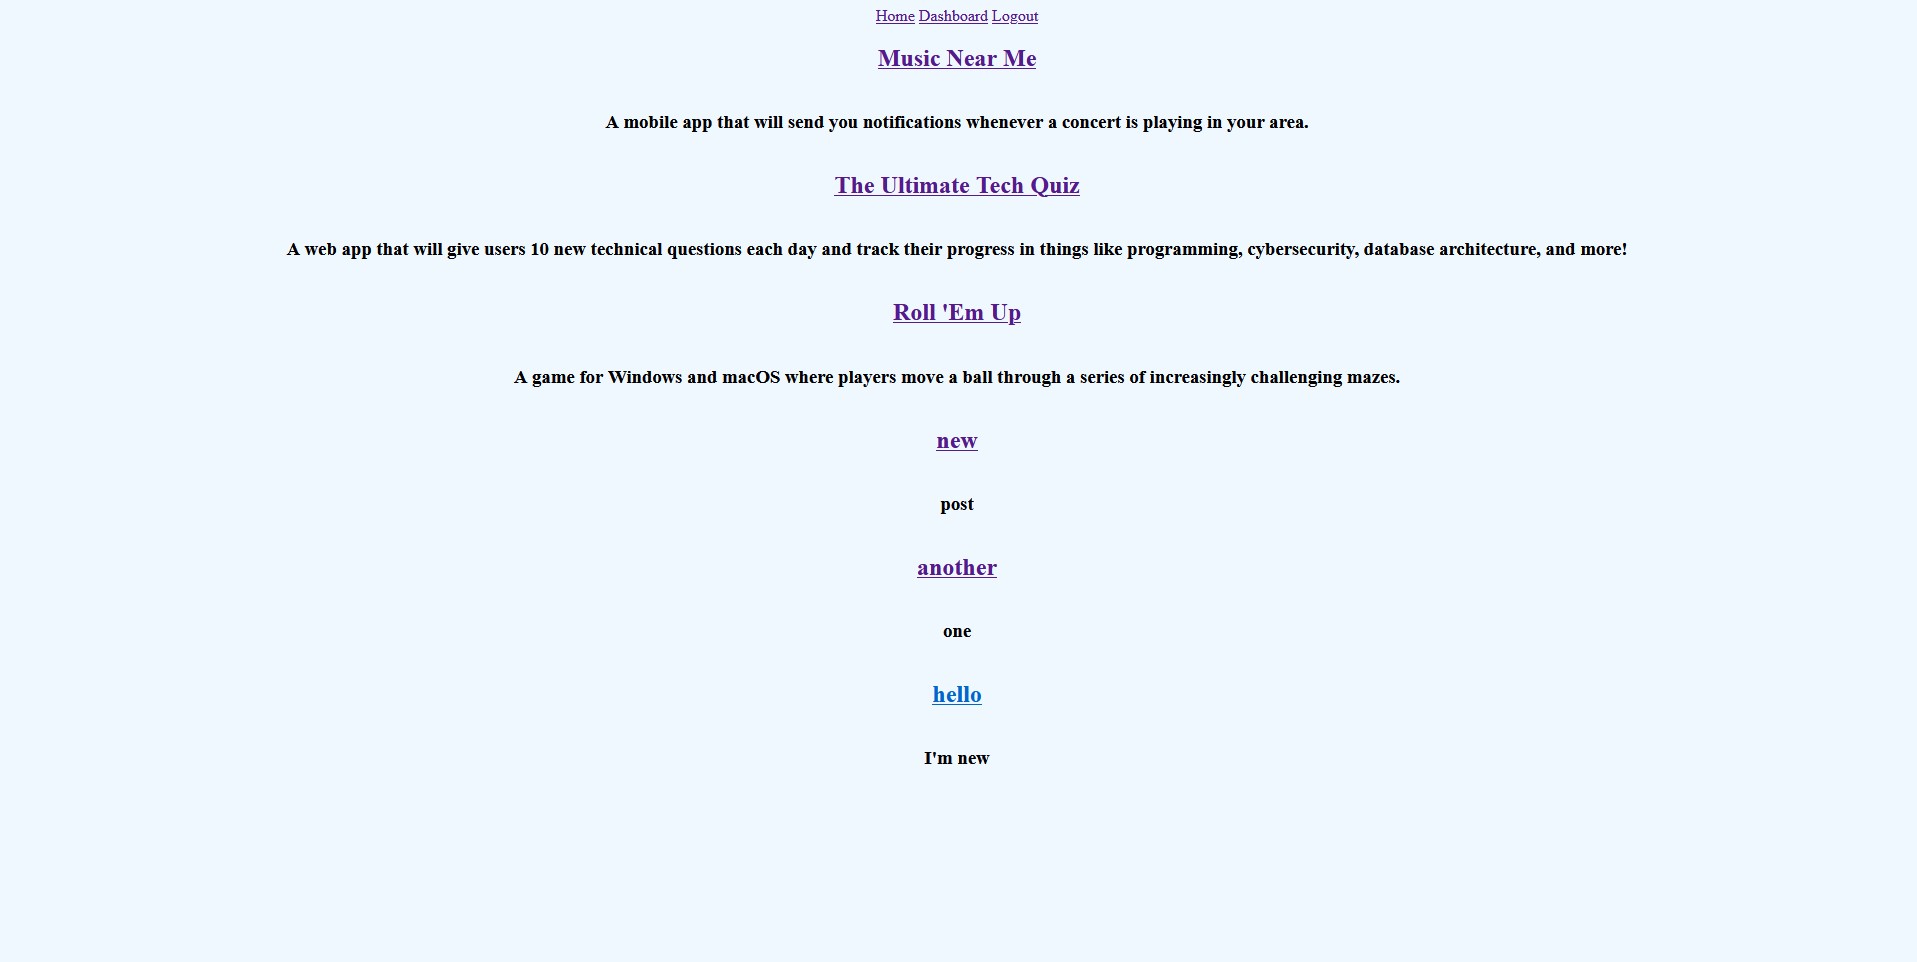 Home Dashboard Logout
Music Near Me
A mobile app that will send you notifications whenever a concert is playing in your area.
The Ultimate Tech Quiz
A web app that will give users 10 new technical questions each day and track their progress in things like programming, cybersecurity, database architecture, and more!
Roll 'Em Up
A game for Windows and macOS where players move a ball through a series of increasingly challenging mazes.
new
post
another
one
hello
I'm new